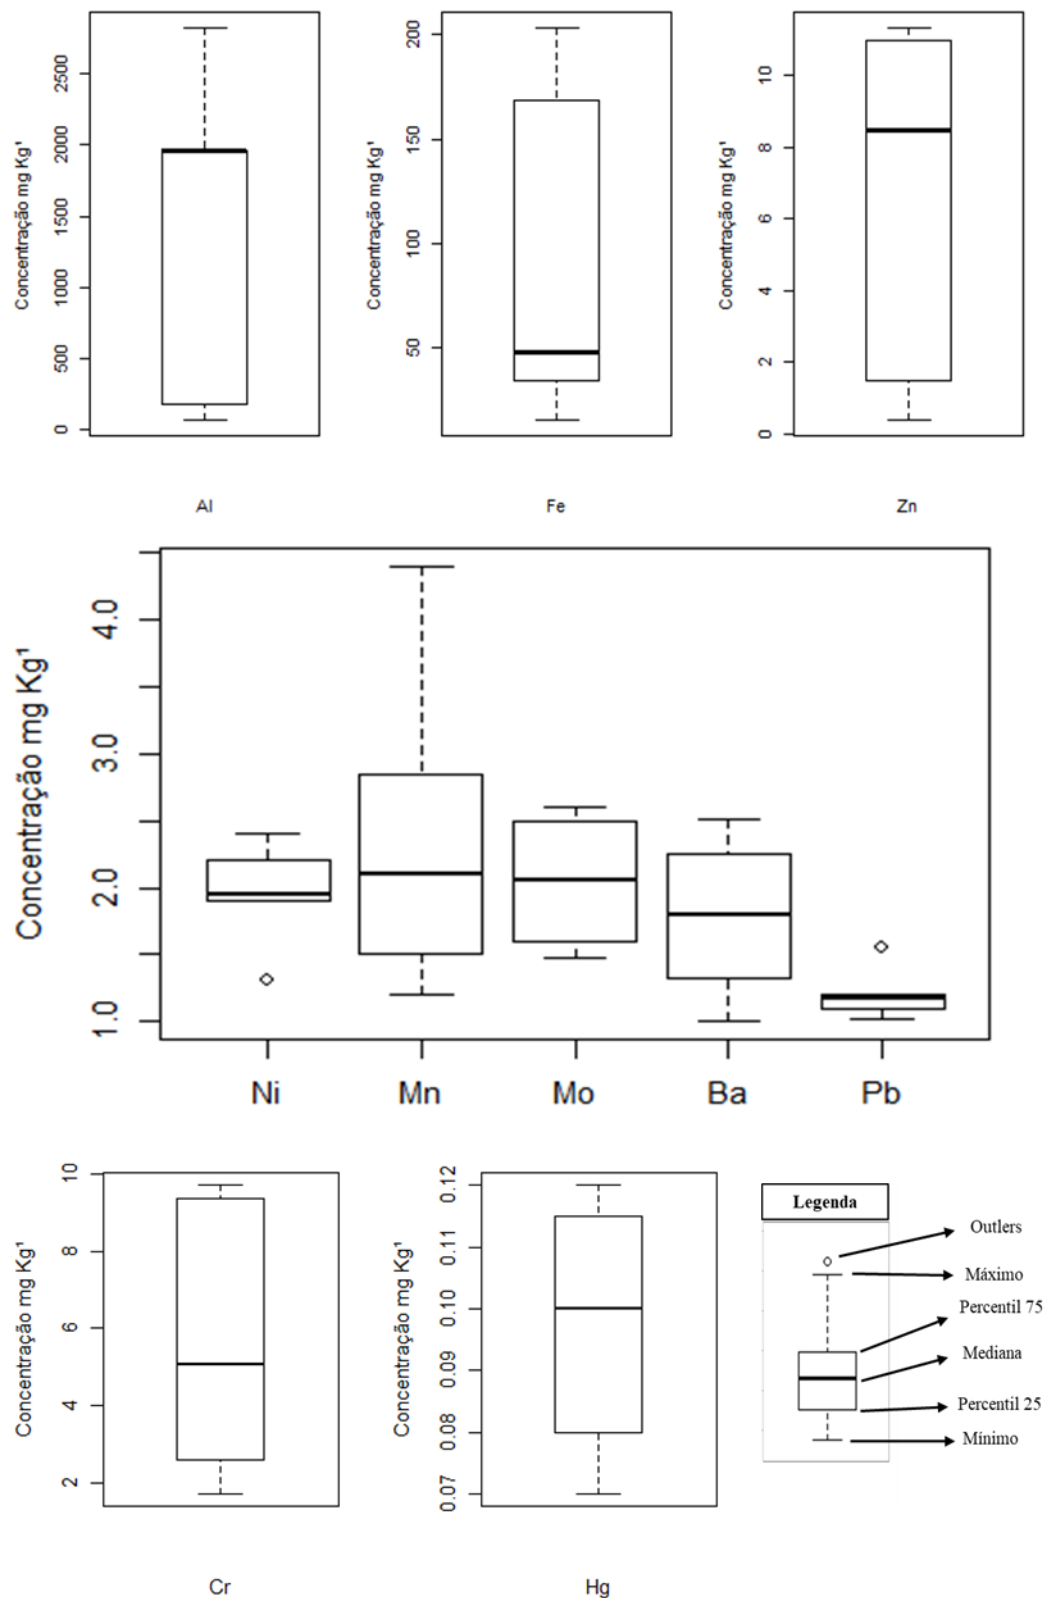 Concentração mg Kg¹
2500
2000
1500
1000
500
0
Al
Concentração mg Kg¹
200
150
100
50
Fe
Concentração mg Kg¹
10
8
6
4
2
0
Zn
Concentração mg Kg¹
4.0
3.0
2.0
1.0
Ni Mn Mo Ba Pb
Concentração mg Kg¹
10
8
6
4
2
Cr
Concentração mg Kg¹
0.12
0.11
0.10
0.09
0.08
0.07
Hg
Legenda
Outlers
Máximo
Percentil 75
Mediana
Percentil 25
Mínimo